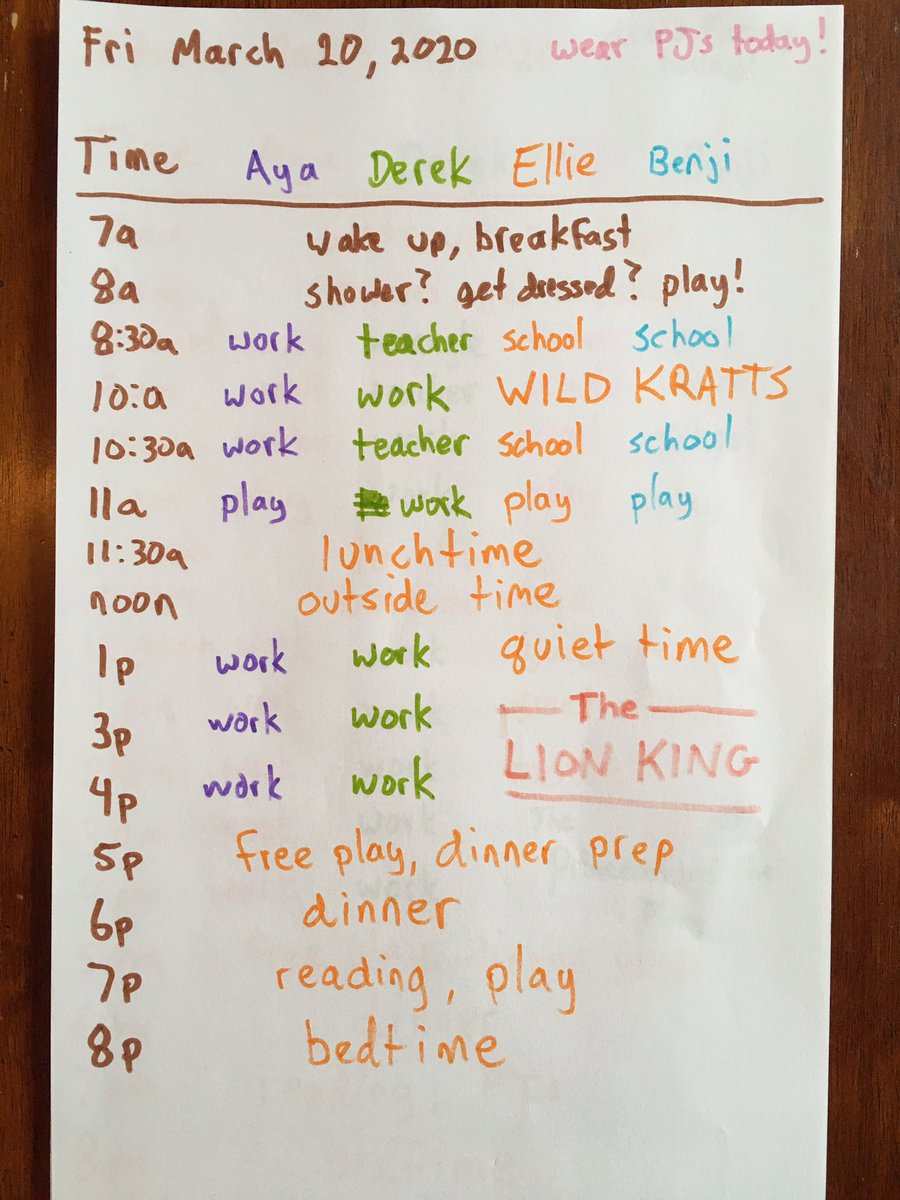 Fri March 20, 2020 wear PJs today!
Time Aya Derek Ellie Benji
7a wake up, breakfast
8a shower? get dressed? play!
8:30a work teacher school school
10:a work work WILD KRATTS
10:30a work teacher school school
11a play work play play
11:30a lunchtime
noon outside time
1p work work quiet time
3p work work The
4p work work LION KING
5p free play, dinner prep
6p dinner
7p reading, play
8p bedtime